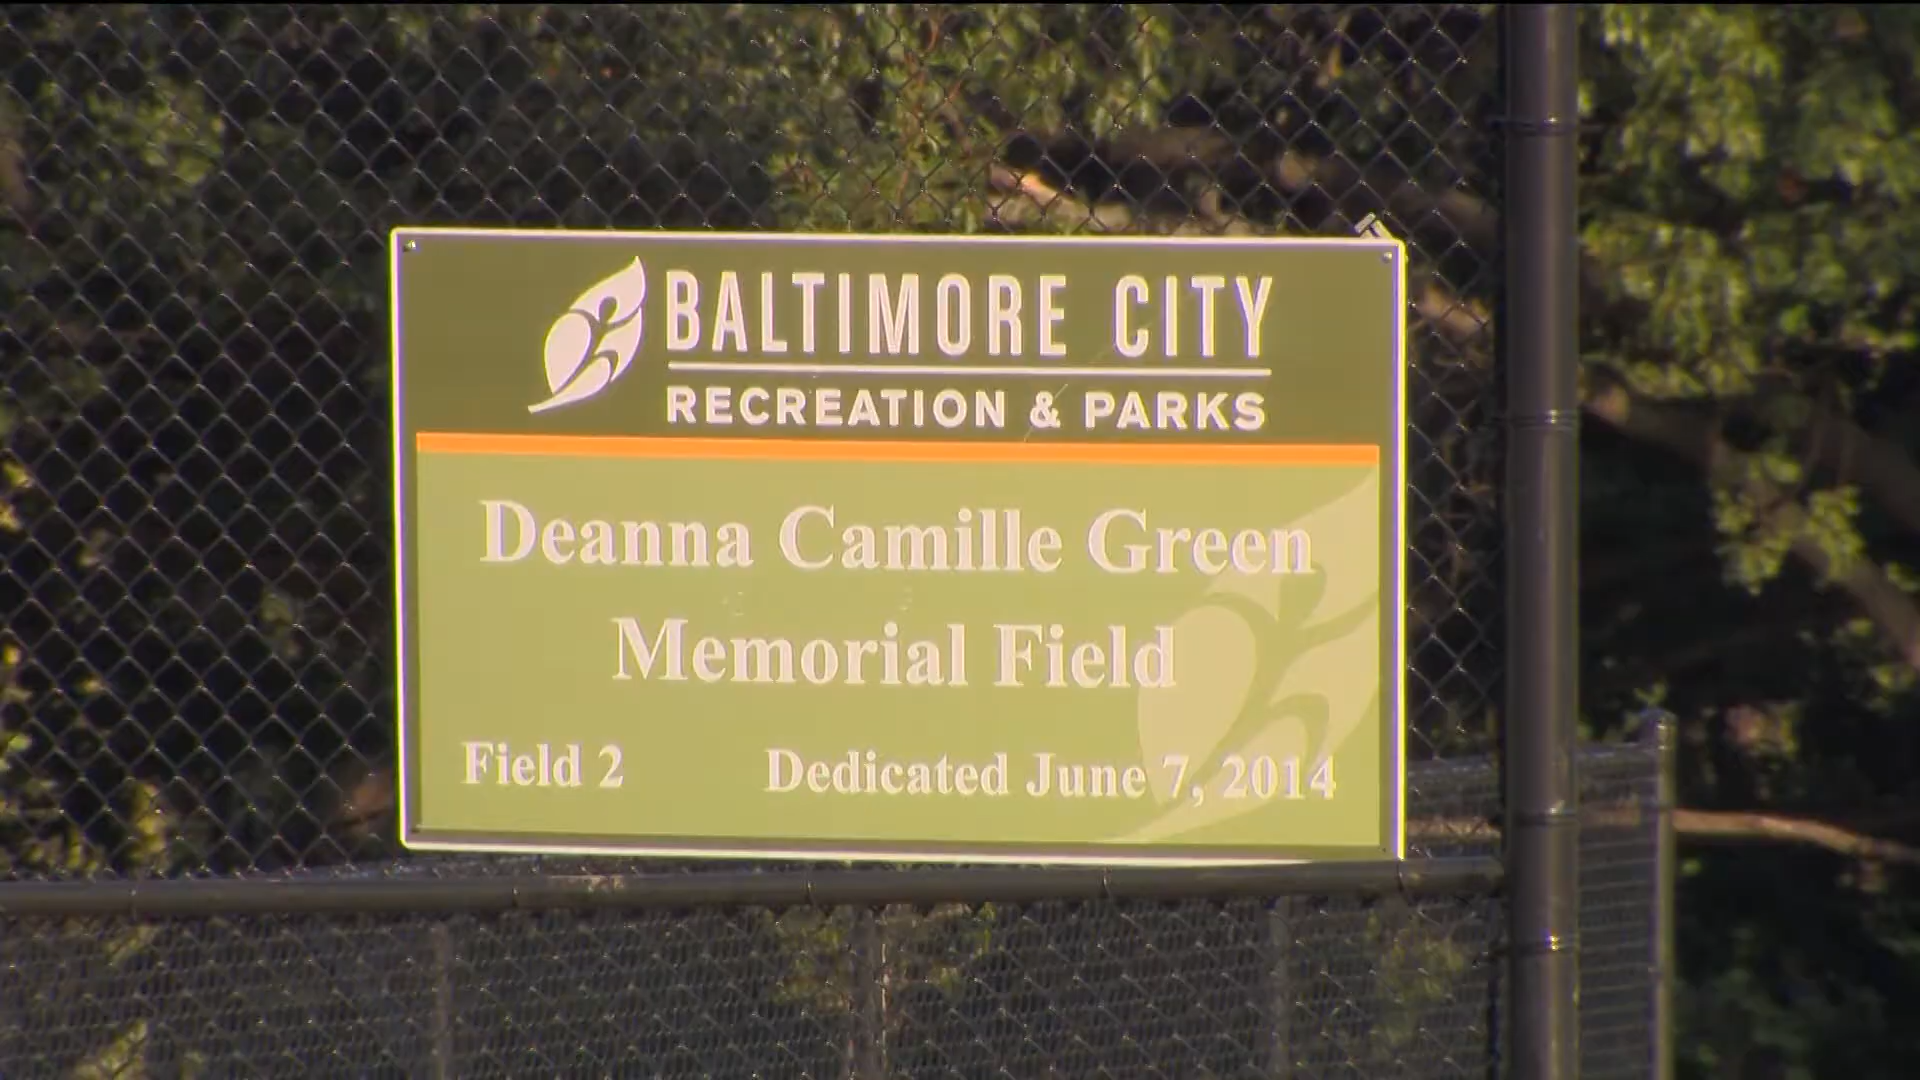 BALTIMORE CITY
RECREATION & PARKS
Deanna Camille Green
Memorial Field
Field 2 Dedicated June 7, 2014